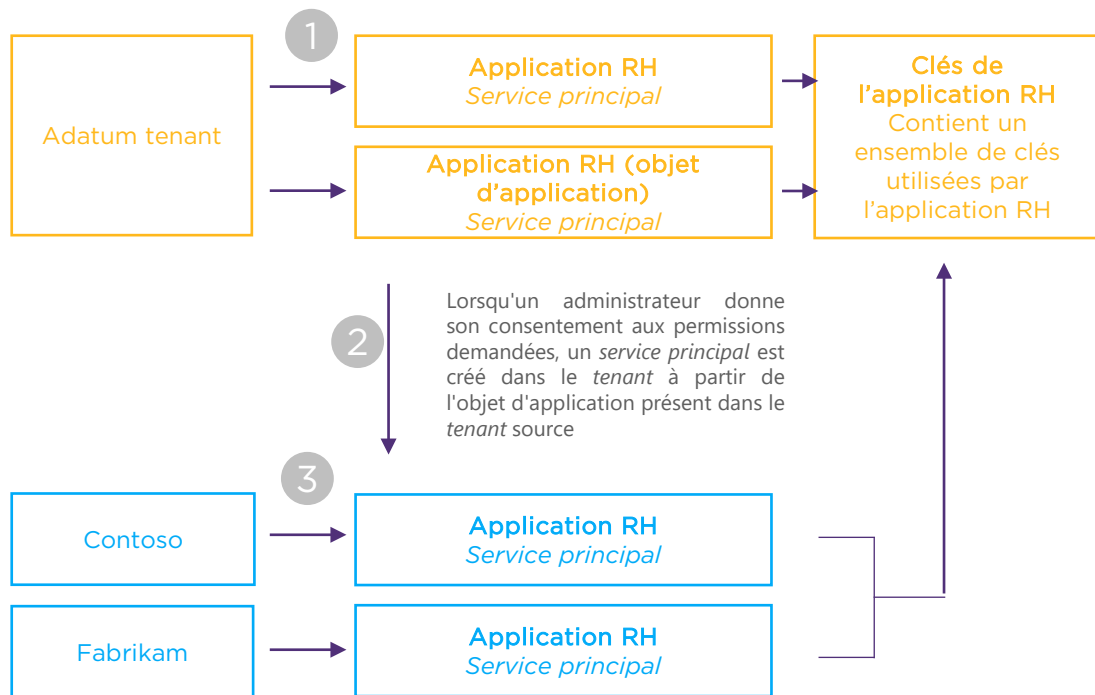 1
Adatum tenant
Application RH
Service principal
Application RH (objet
d'application)
Service principal
Clés de
l'application RH
Contient un
ensemble de clés
utilisées par
l'application RH
2
Lorsqu'un administrateur donne
son consentement aux permissions
demandées, un service principal est
créé dans le tenant à partir de
l'objet d'application présent dans le
tenant source
3
Contoso
Application RH
Service principal
Fabrikam
Application RH
Service principal